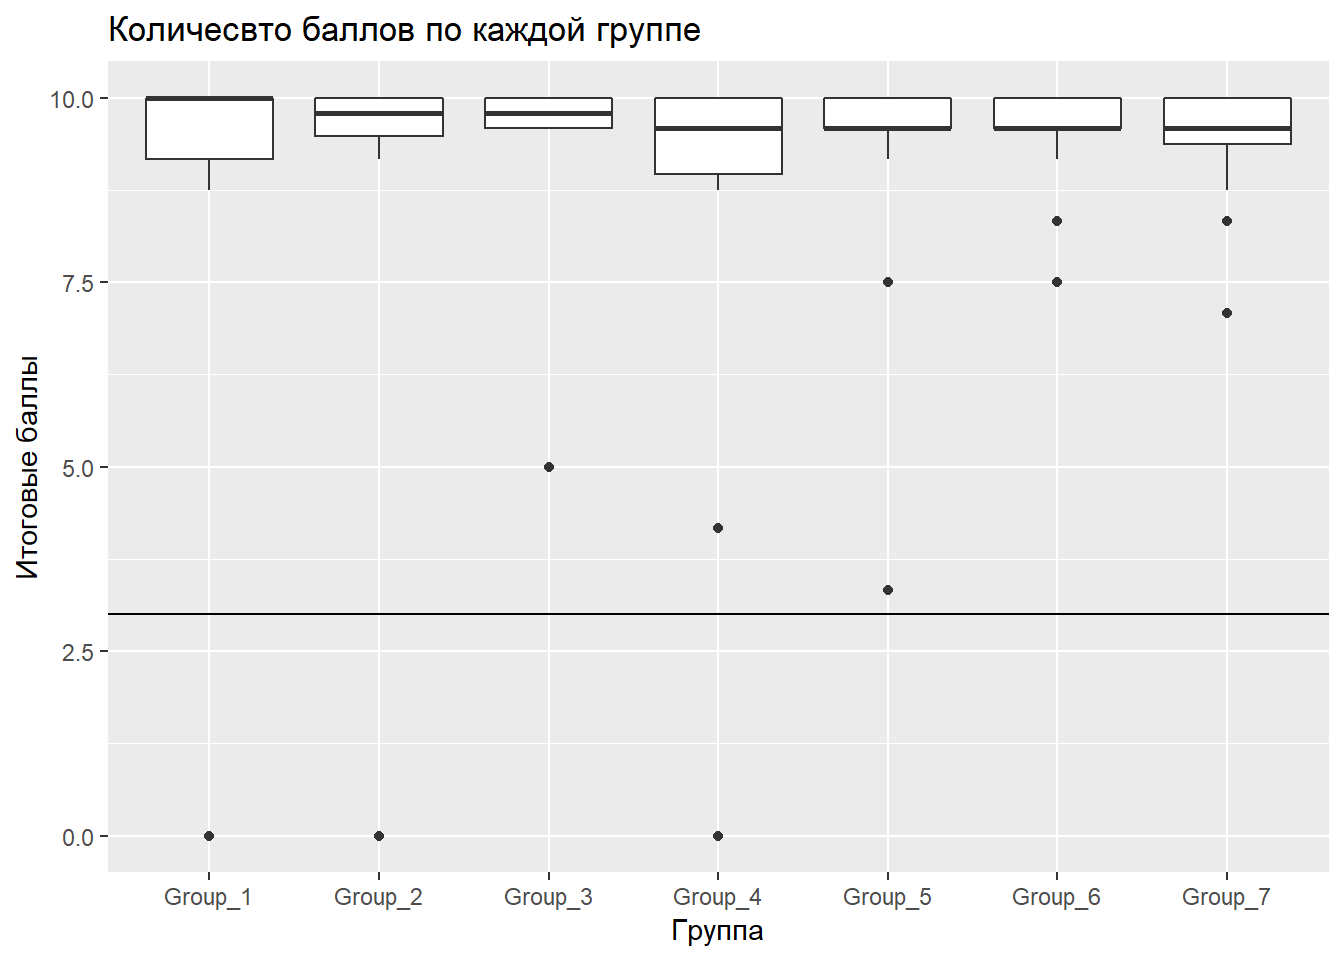 Количесвто баллов по каждой группе
Итоговые баллы
10.0
7.5
5.0
2.5
0.0
Group_1 Group_2 Group_3 Group_4 Group_5 Group_6 Group_7
Группа